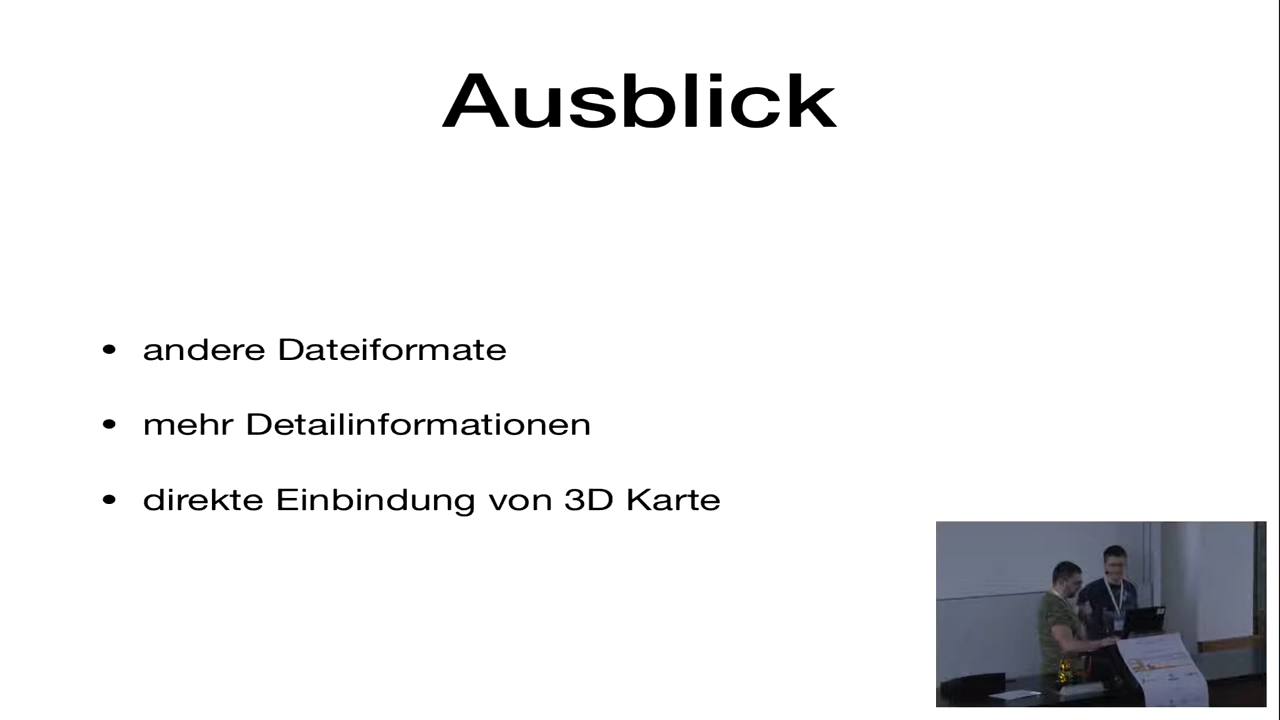 Ausblick
• andere Dateiformate
• mehr Detailinformationen
• direkte Einbindung von 3D Karte